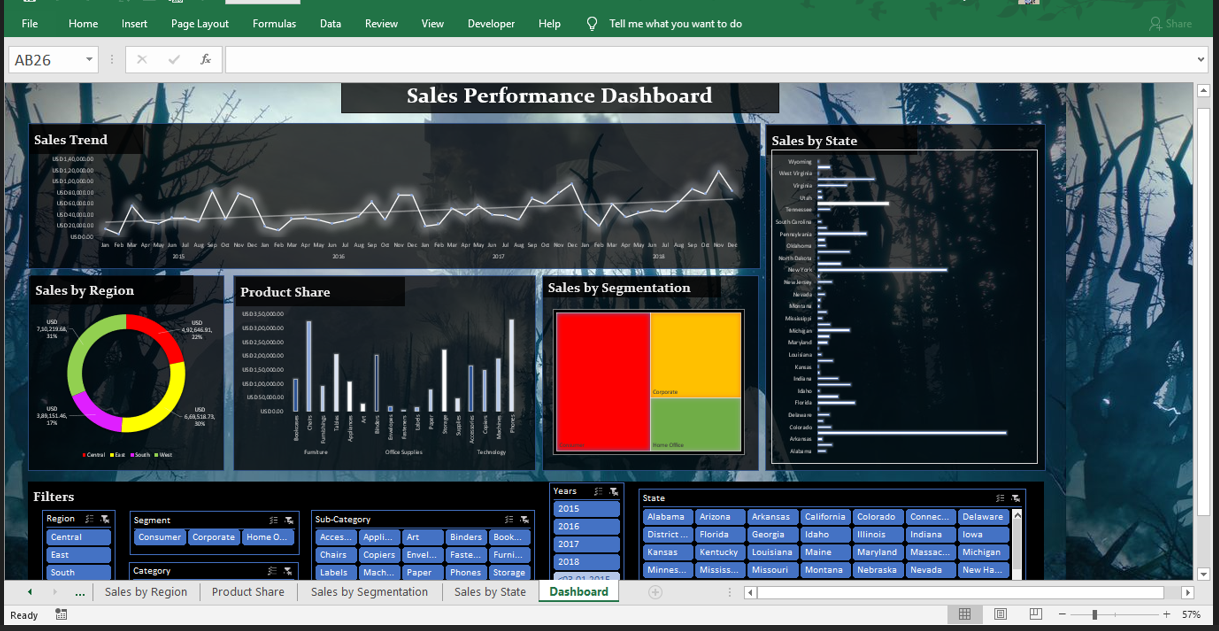 File Home Insert Page Layout Formulas Data Review View Developer Help Tell me what you want to do Share
AB26 fx
Sales Performance Dashboard
Sales Trend
USD 1,40,000.00
USD 1,20,000.00
USD 1,00,000.00
USD 80,000.00
USD 60,000.00
USD 40,000.00
USD 20,000.00
USD 0.00
Jan Feb Mar Apr May Jun Jul Aug Sep Oct Nov Dec Jan Feb Mar Apr May Jun Jul Aug Sep Oct Nov Dec Jan Feb Mar Apr May Jun Jul Aug Sep Oct Nov Dec Jan Feb Mar Apr May Jun Jul Aug Sep Oct Nov Dec
2015 2016 2017 2018
Sales by State
Wyoming
West Virginia
Virginia
Utah
Tennessee
South Carolina
Pennsylvania
Oklahoma
North Dakota
New York
New Jersey
Nevada
Montana
Mississippi
Michigan
Maryland
Louisiana
Kansas
Indiana
Idaho
Florida
Delaware
Colorado
Arkansas
Alabama
Sales by Region
USD
7,10,219.68,
31%
USD
4,92,646.91,
22%
USD
3,89,151.46,
17%
USD
6,69,518.73,
30%
Central East South West
Product Share
USD 3,50,000.00
USD 3,00,000.00
USD 2,50,000.00
USD 2,00,000.00
USD 1,50,000.00
USD 1,00,000.00
USD 50,000.00
USD 0.00
Bookcases Chairs Furnishings Tables Appliances Art Binders Envelopes Fasteners Labels Paper Storage Supplies Accessories Copiers Machines Phones
Furniture Office Supplies Technology
Sales by Segmentation
Corporate
Home Office
Filters
Region
Central
East
South
Segment
Consumer Corporate Home O...
Category
Sub-Category
Acces... Appli... Art Binders Book...
Chairs Copiers Envel... Faste... Furni...
Labels Mach... Paper Phones Storage
Years
2015
2016
2017
2018
<03-01-2015
State
Alabama Arizona Arkansas California Colorado Connec... Delaware
District ... Florida Georgia Idaho Illinois Indiana Iowa
Kansas Kentucky Louisiana Maine Maryland Massac... Michigan
Minnes... Mississ... Missouri Montana Nebraska Nevada New Ha...
... Sales by Region Product Share Sales by Segmentation Sales by State Dashboard
Ready 57%